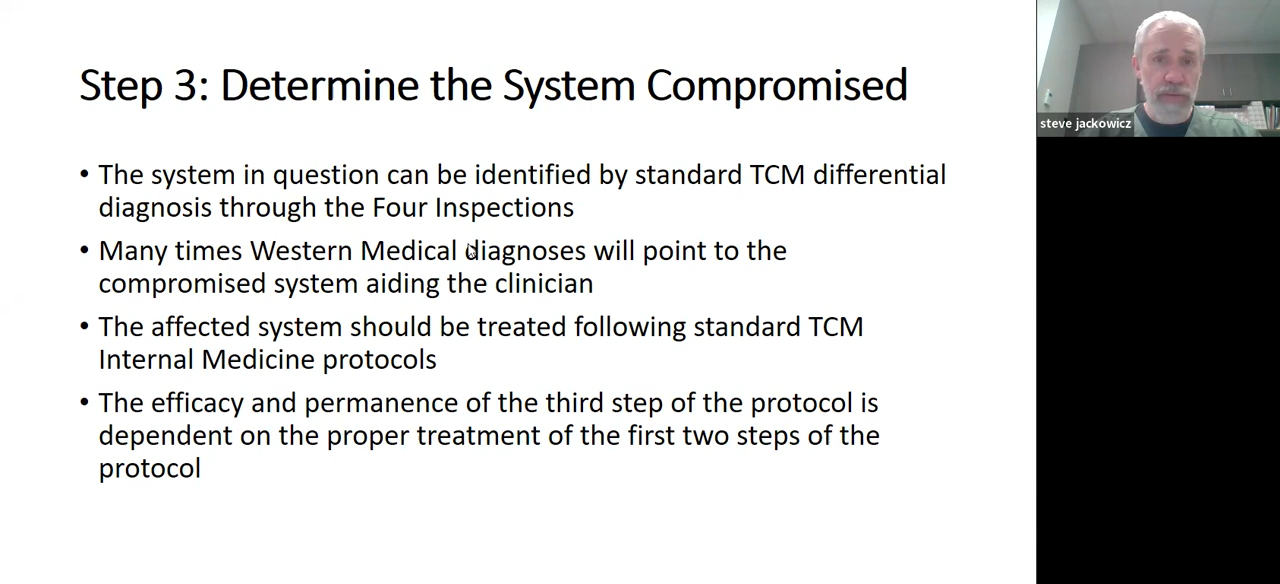 Step 3: Determine the System Compromised
• The system in question can be identified by standard TCM differential
diagnosis through the Four Inspections
• Many times Western Medical diagnoses will point to the
compromised system aiding the clinician
• The affected system should be treated following standard TCM
Internal Medicine protocols
• The efficacy and permanence of the third step of the protocol is
dependent on the proper treatment of the first two steps of the
protocol
steve jackowicz